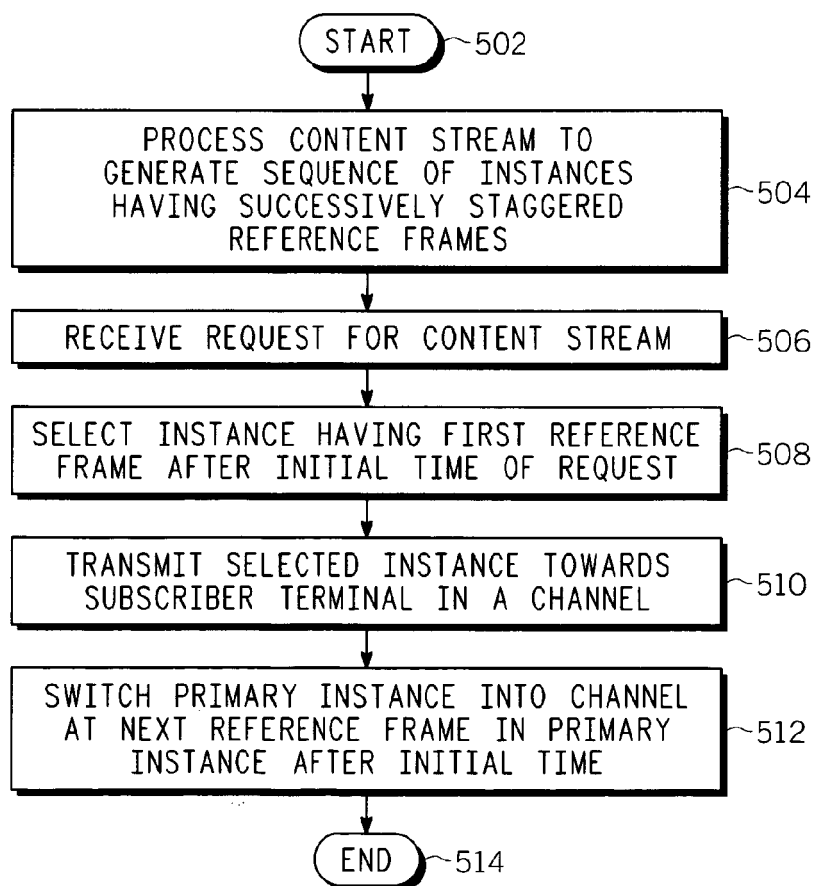 START
502
PROCESS CONTENT STREAM TO
GENERATE SEQUENCE OF INSTANCES
HAVING SUCCESSIVELY STAGGERED
REFERENCE FRAMES
504
RECEIVE REQUEST FOR CONTENT STREAM
506
SELECT INSTANCE HAVING FIRST REFERENCE
FRAME AFTER INITIAL TIME OF REQUEST
508
TRANSMIT SELECTED INSTANCE TOWARDS
SUBSCRIBER TERMINAL IN A CHANNEL
510
SWITCH PRIMARY INSTANCE INTO CHANNEL
AT NEXT REFERENCE FRAME IN PRIMARY
INSTANCE AFTER INITIAL TIME
512
END
514